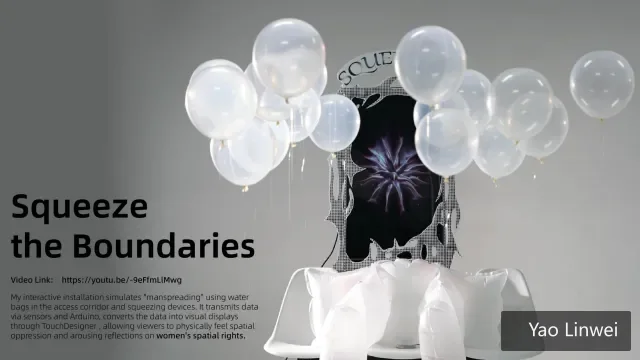 SQUE
Squeeze
the Boundaries
Video Link: https://youtu.be/-9eFfmLiMwg
My interactive installation simulates "manspreading" using water
bags in the access corridor and squeezing devices. It transmits data
via sensors and Arduino, converts the data into visual displays
through TouchDesigner , allowing viewers to physically feel spatial
oppression and arousing reflections on women's spatial rights.
Yao Linwei